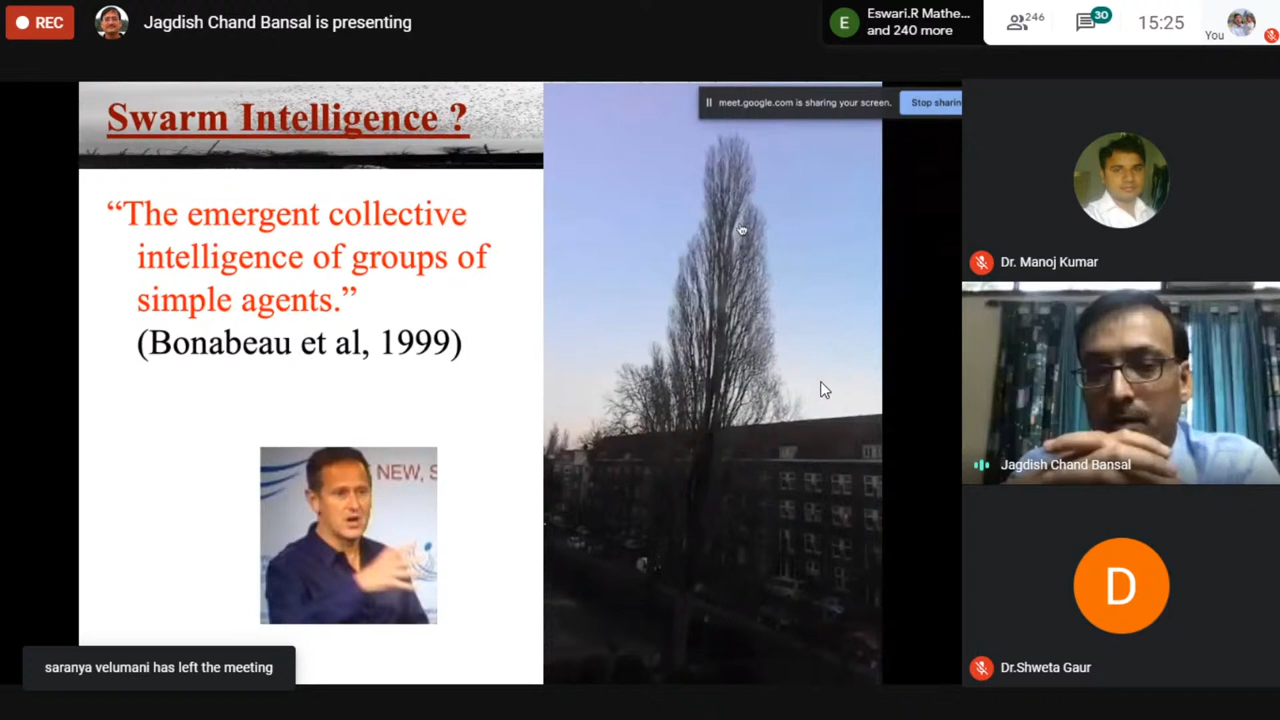 REC
Jagdish Chand Bansal is presenting
E
Eswari.R Mathe...
and 240 more
246
30
15:25
You
Swarm Intelligence ?
meet.google.com is sharing your screen.
Stop sharin
“The emergent collective
intelligence of groups of
simple agents.”
(Bonabeau et al, 1999)
NEW, S
Dr. Manoj Kumar
Jagdish Chand Bansal
D
Dr.Shweta Gaur
saranya velumani has left the meeting